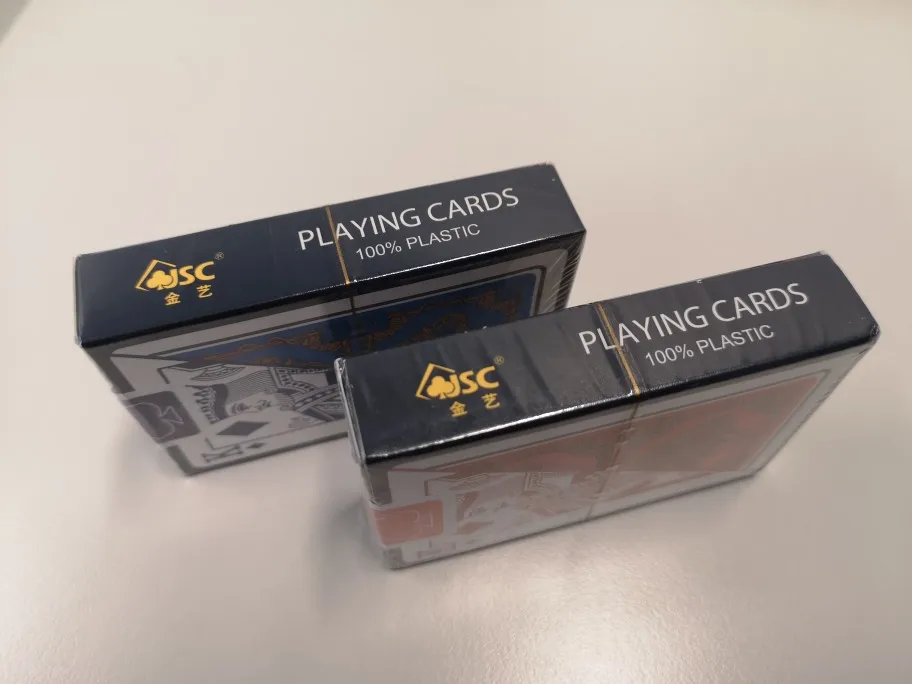 JSC®
金艺
PLAYING CARDS
100% PLASTIC
JSC®
金艺
PLAYING CARDS
100% PLASTIC